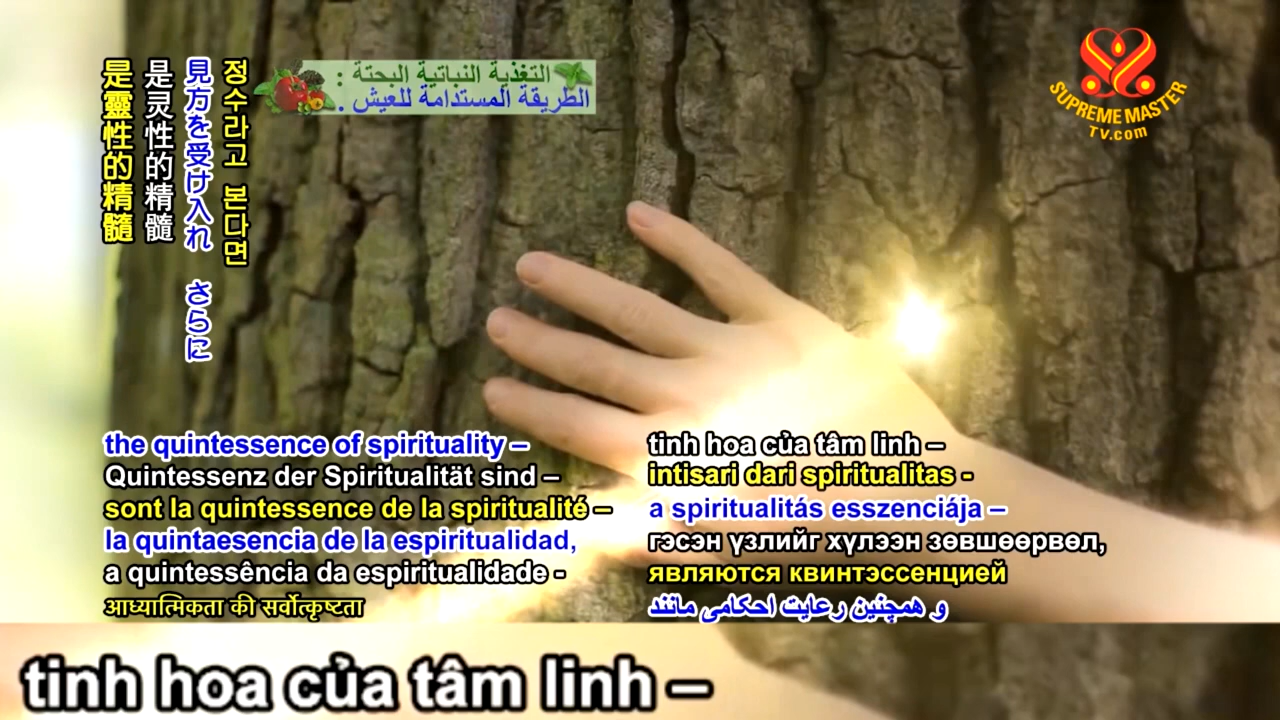 정수라고 본다면
見方を受け入れ さらに
是灵性的精髓
是靈性的精髓
التغذية النباتية البحتة :
الطريقة المستدامة للعيش .
SUPREME MASTER
TV.com
the quintessence of spirituality –
Quintessenz der Spiritualität sind –
sont la quintessence de la spiritualité –
la quintaesencia de la espiritualidad,
a quintessência da espiritualidade -
आध्यात्मिकता की सर्वोत्कृष्टता
tinh hoa của tâm linh –
intisari dari spiritualitas -
a spiritualitás esszenciája –
гэсэн үзлийг хүлээн зөвшөөрвөл,
являются квинтэссенцией
و همچنین رعایت احکامی مانند
tinh hoa của tâm linh –